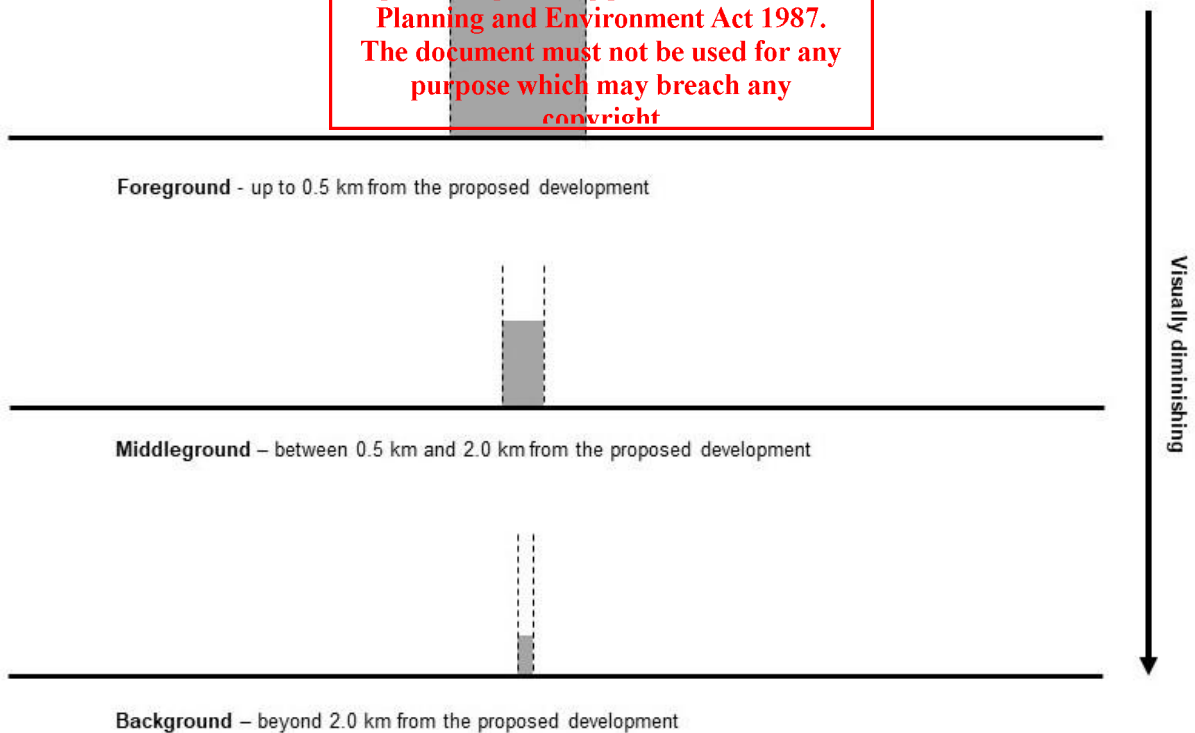 Planning and Environment Act 1987.
The document must not be used for any
purpose which may breach any
copyright
Foreground - up to 0.5 km from the proposed development
Visually diminishing
Middleground – between 0.5 km and 2.0 km from the proposed development
Background – beyond 2.0 km from the proposed development